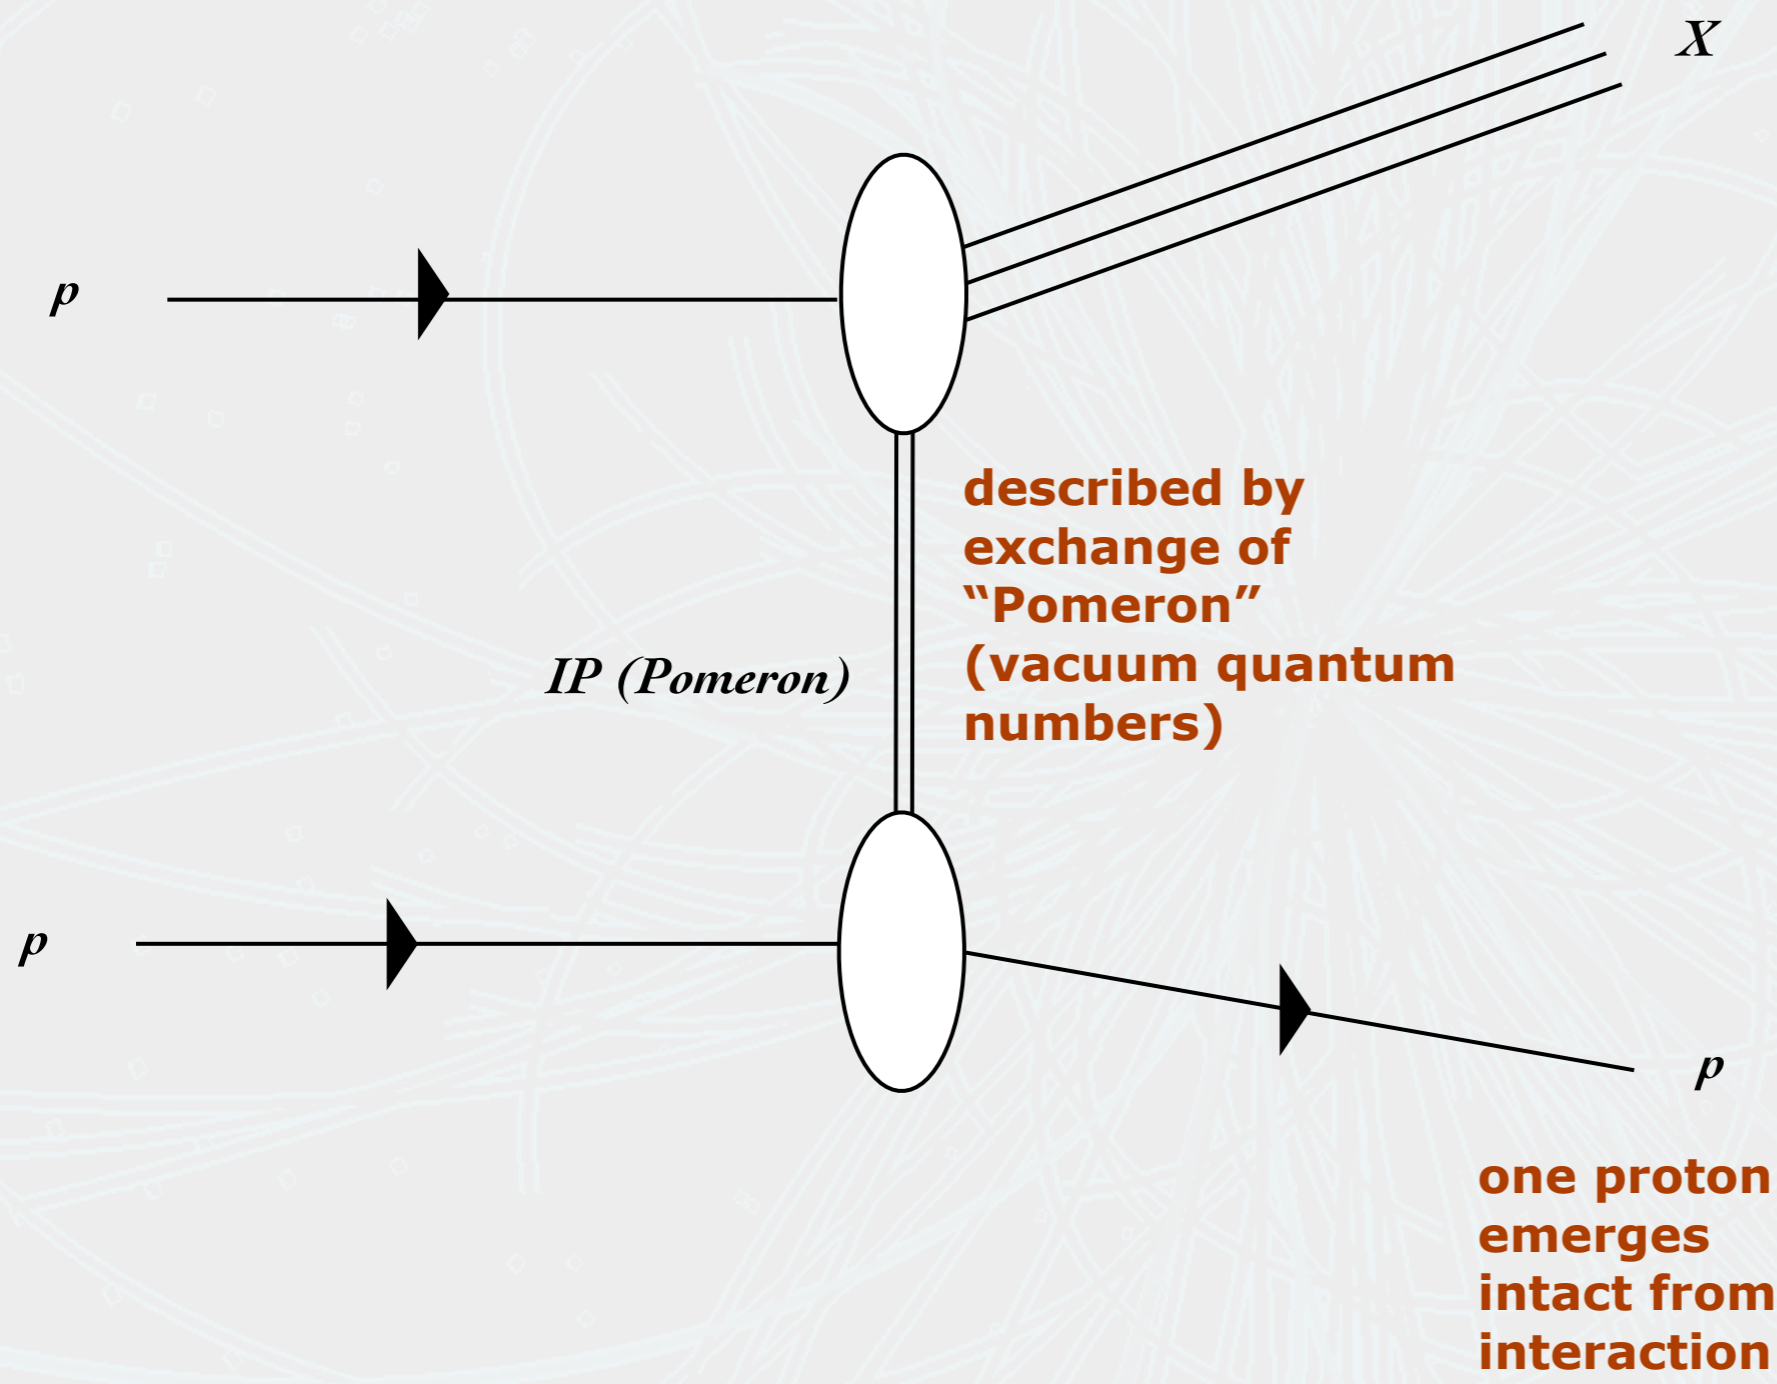 X
p
described by
exchange of
“Pomeron”
(vacuum quantum
numbers)
IP (Pomeron)
p
p
one proton
emerges
intact from
interaction